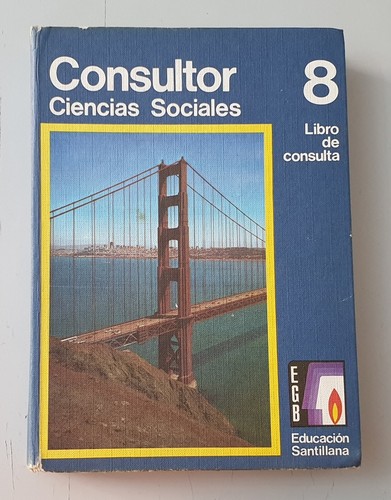 Consultor
Ciencias Sociales
8
Libro
de
consulta
EGB
Educación
Santillana